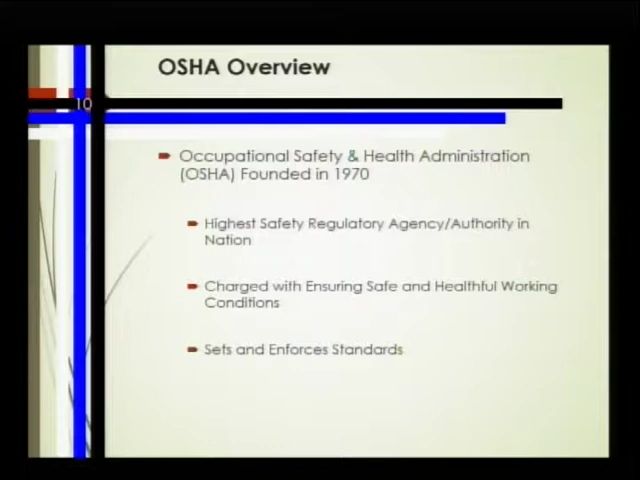 OSHA Overview
10
Occupational Safety & Health Administration
(OSHA) Founded in 1970
Highest Safety Regulatory Agency/Authority in
Nation
Charged with Ensuring Safe and Healthful Working
Conditions
Sets and Enforces Standards